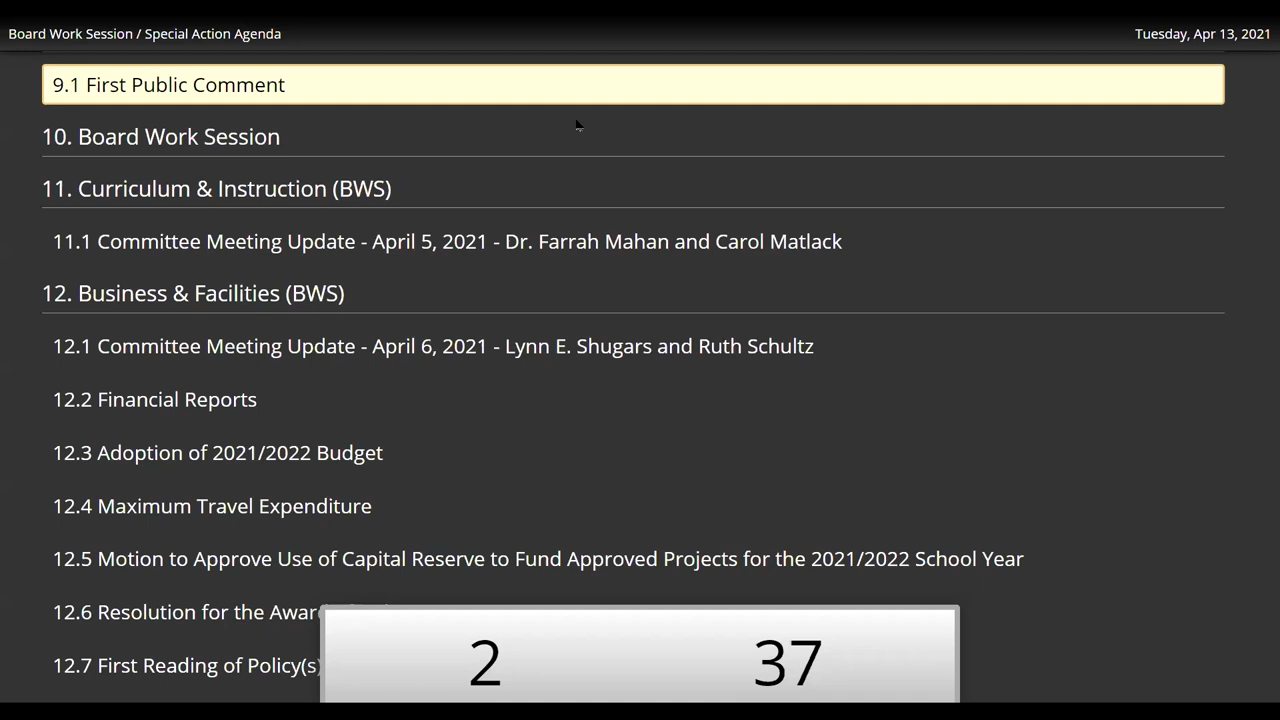 Board Work Session / Special Action Agenda
Tuesday, Apr 13, 2021
9.1 First Public Comment
10. Board Work Session
11. Curriculum & Instruction (BWS)
11.1 Committee Meeting Update - April 5, 2021 - Dr. Farrah Mahan and Carol Matlack
12. Business & Facilities (BWS)
12.1 Committee Meeting Update - April 6, 2021 - Lynn E. Shugars and Ruth Schultz
12.2 Financial Reports
12.3 Adoption of 2021/2022 Budget
12.4 Maximum Travel Expenditure
12.5 Motion to Approve Use of Capital Reserve to Fund Approved Projects for the 2021/2022 School Year
12.6 Resolution for the Award
12.7 First Reading of Policy(s)
2 37